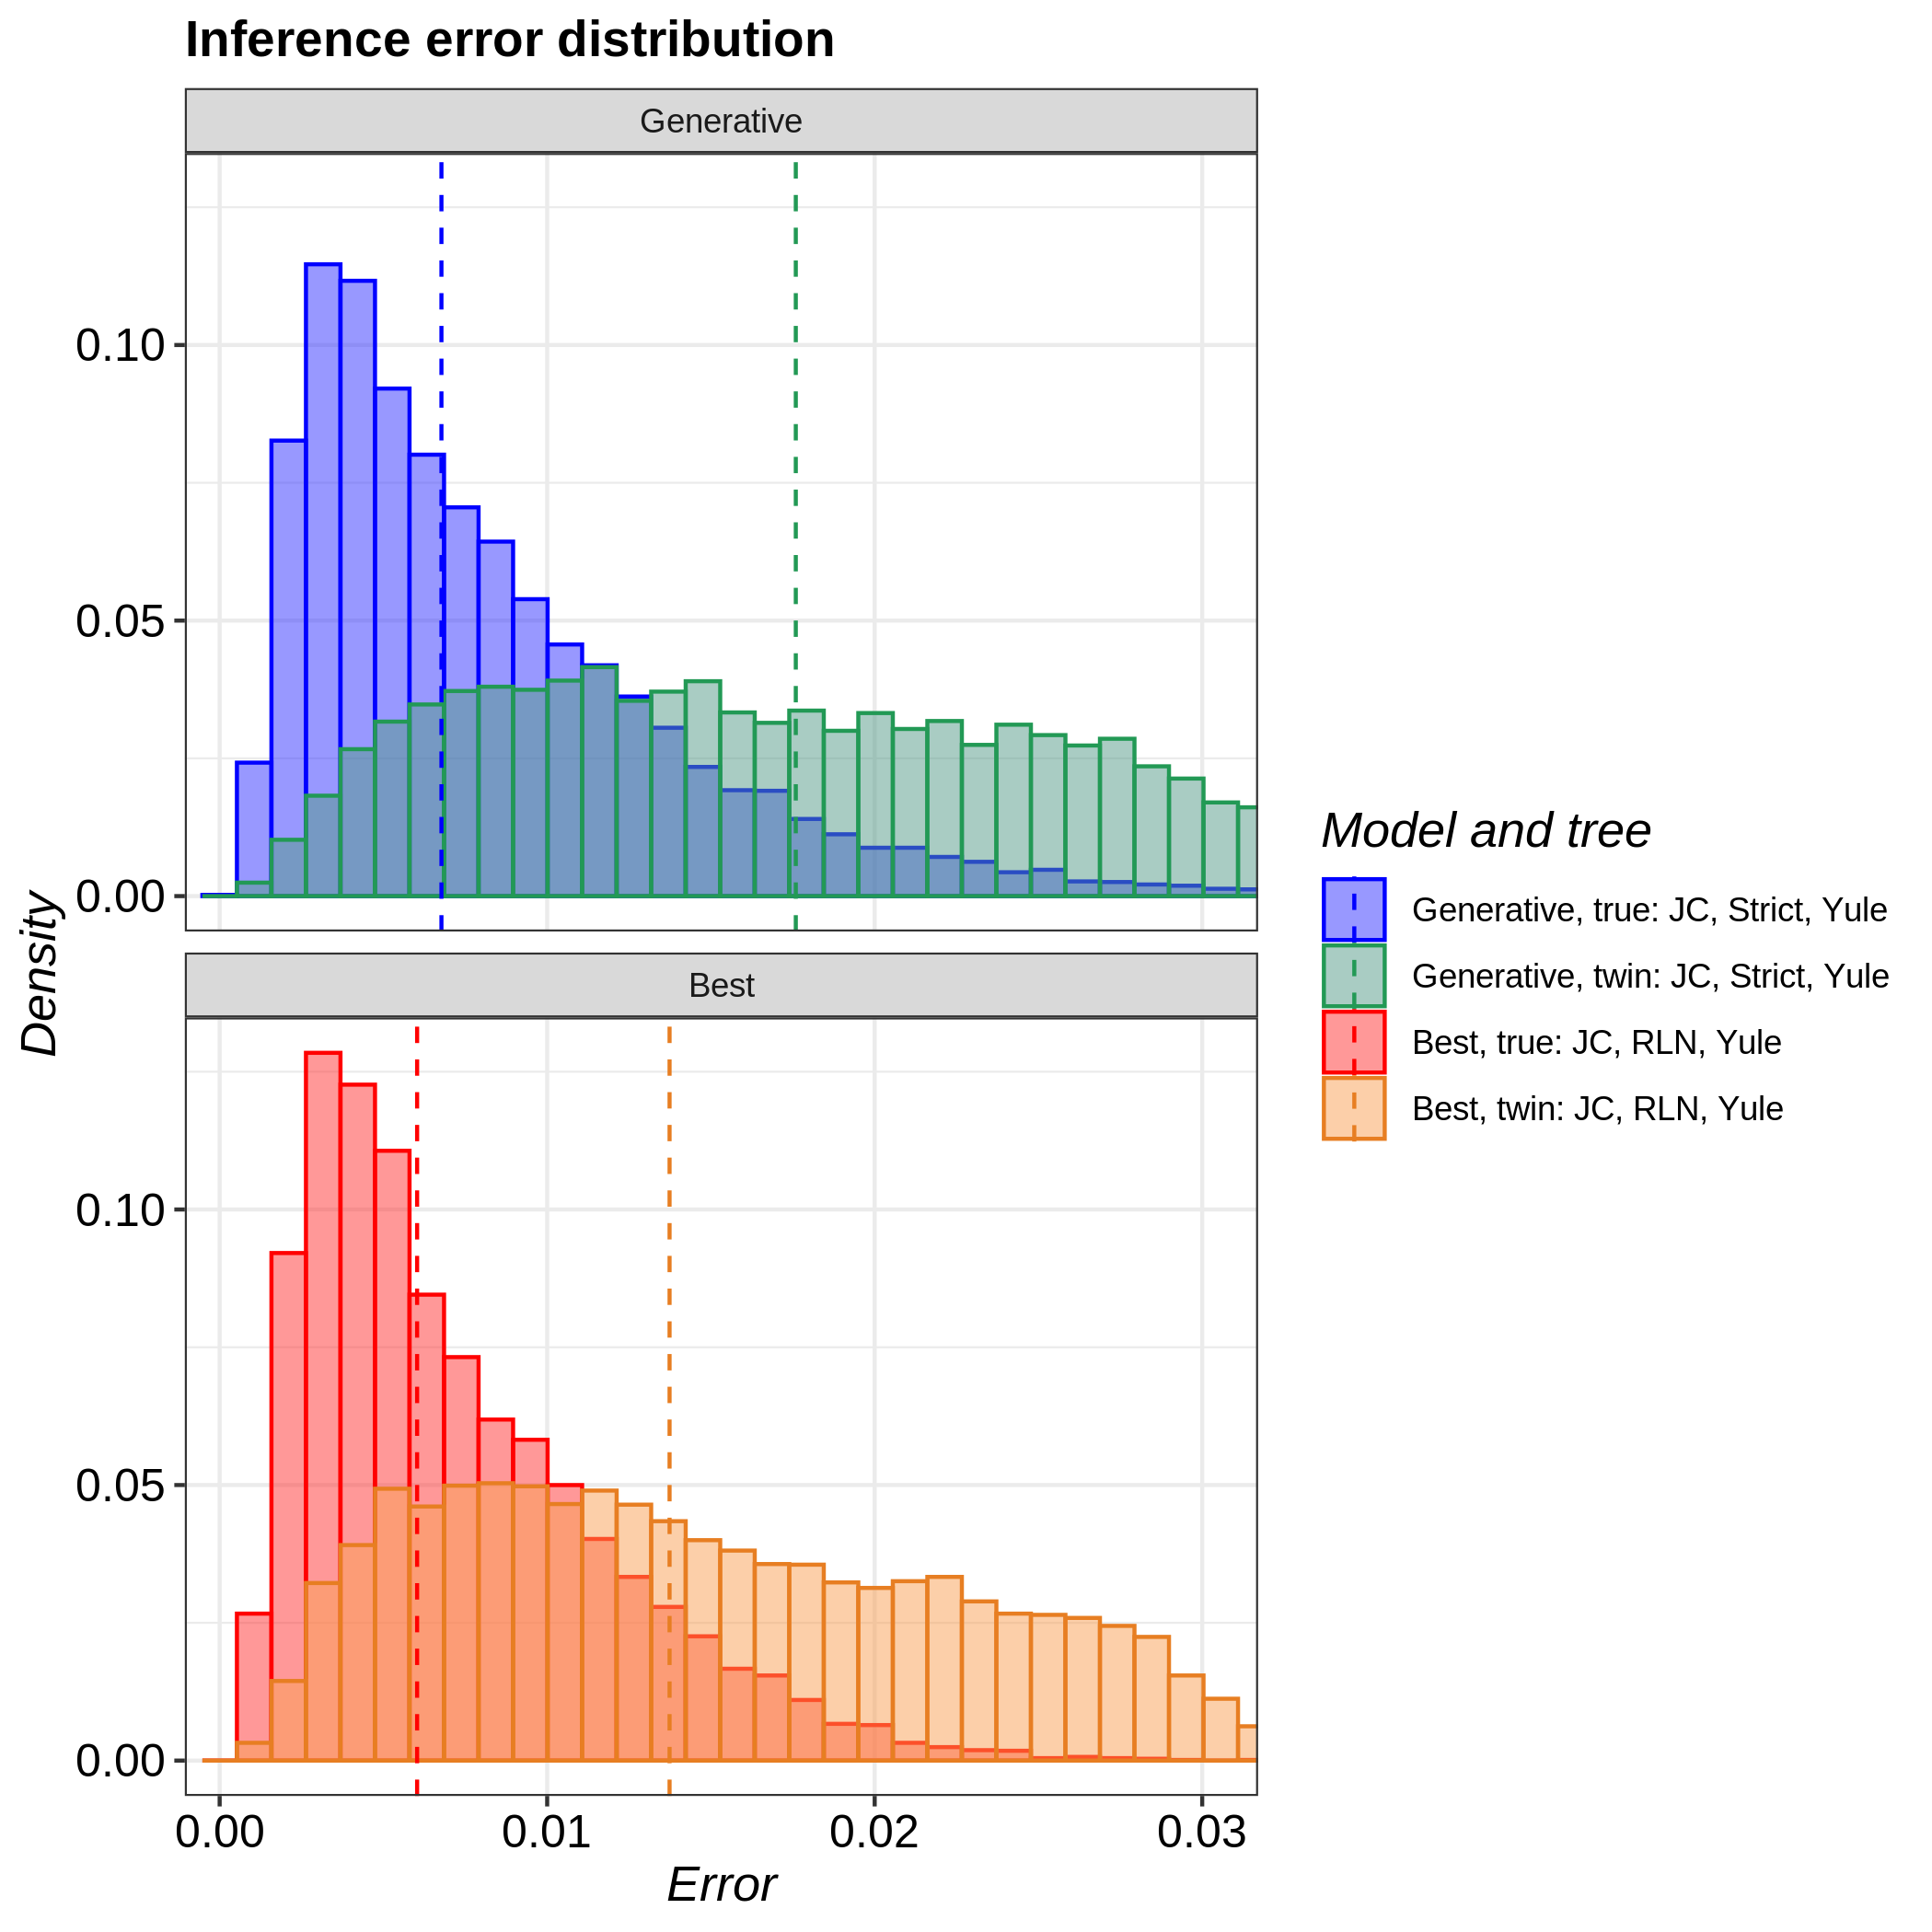 Inference error distribution
Generative
0.10
0.05
0.00
Best
0.10
0.05
0.00
0.00 0.01 0.02 0.03
Error
Density
Model and tree
Generative, true: JC, Strict, Yule
Generative, twin: JC, Strict, Yule
Best, true: JC, RLN, Yule
Best, twin: JC, RLN, Yule